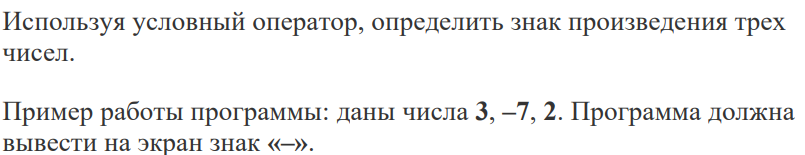 Используя условный оператор, определить знак произведения трех
чисел.
Пример работы программы: даны числа 3, –7, 2. Программа должна
вывести на экран знак «–».